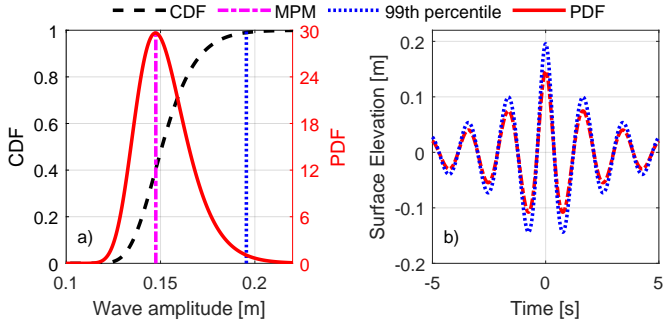 CDF MPM 99th percentile PDF
1
0.8
0.6
0.4
0.2
0
CDF
a)
30
24
18
12
6
0
PDF
0.1 0.15 0.2
Wave amplitude [m]
0.2
0.1
0
-0.1
-0.2
Surface Elevation [m]
b)
-5 0 5
Time [s]